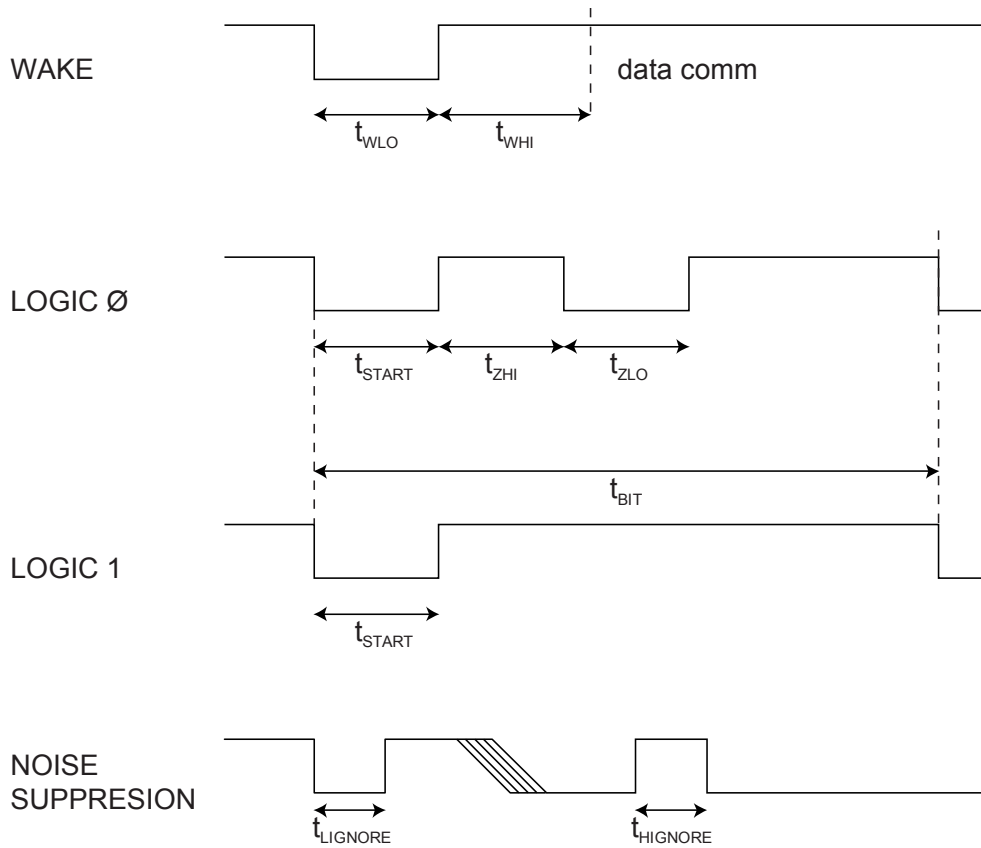 WAKE
data comm
tWLO
tWHI
LOGIC Ø
tSTART
tZHI
tZLO
tBIT
LOGIC 1
tSTART
NOISE
SUPPRESION
tLIGNORE
tHIGNORE